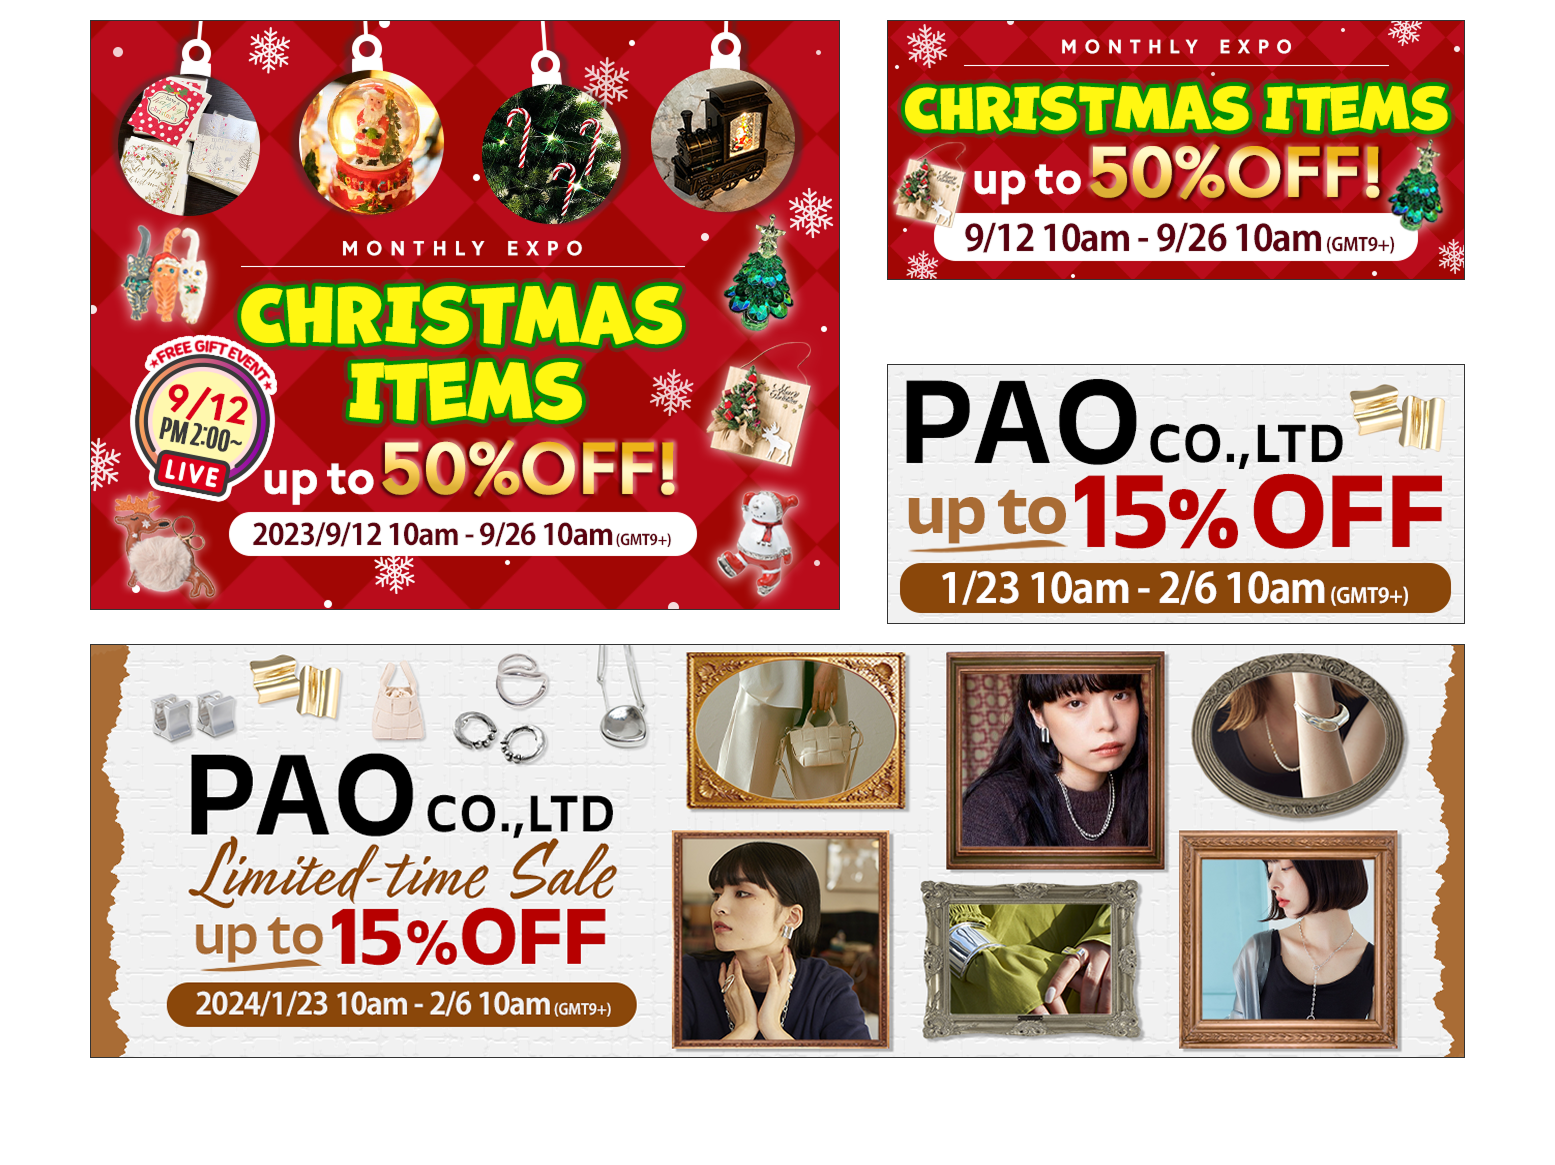 MONTHLY EXPO
CHRISTMAS
ITEMS
up to 50%OFF!
2023/9/12 10am - 9/26 10am (GMT9+)
FREE GIFT EVENT
9/12
PM 2:00~
LIVE
MONTHLY EXPO
CHRISTMAS ITEMS
up to 50%OFF!
9/12 10am - 9/26 10am (GMT9+)
PAO CO.,LTD
up to 15% OFF
1/23 10am - 2/6 10am (GMT9+)
PAO CO.,LTD
Limited-time Sale
up to 15%OFF
2024/1/23 10am - 2/6 10am (GMT9+)